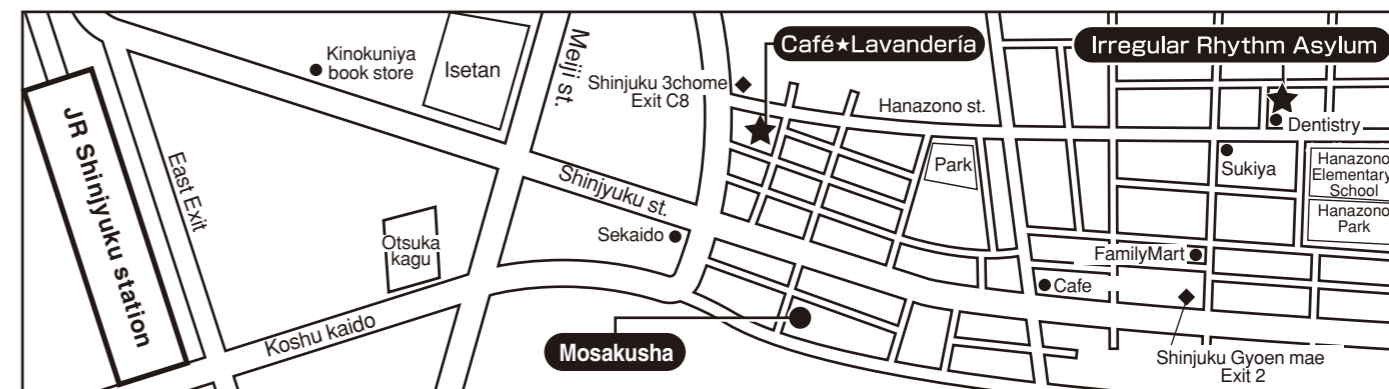 Kinokuniya
book store
Isetan
Meiji st.
Café★Lavandería
Irregular Rhythm Asylum
Shinjuku 3chome
Exit C8
Hanazono st.
Dentistry
JR Shinjyuku station
East Exit
Park
Sukiya
Hanazono
Elementary
School
Hanazono
Park
Shinjyuku st.
Otsuka
kagu
Sekaido
FamilyMart
Cafe
Koshu kaido
Mosakusha
Shinjuku Gyoen mae
Exit 2